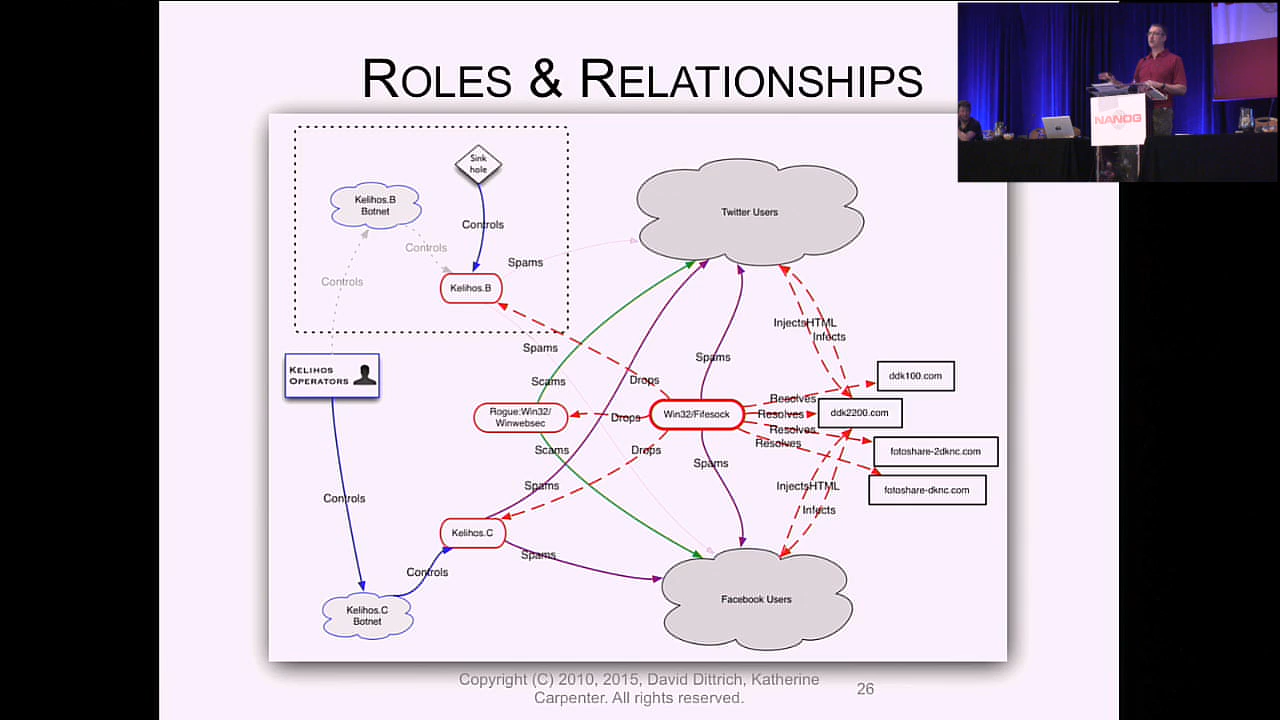 ROLES & RELATIONSHIPS
NANOG
Sink
hole
Kelihos.B
Botnet
Controls
Controls
Controls
Spams
Kelihos.B
Twitter Users
KELIHOS
OPERATORS
Spams
Scams
Drops
Spams
InjectsHTML
Infects
Rogue:Win32/
Winwebsec
Drops
Win32/Fifesock
Resolves
Resolves
Resolves
Resolves
ddk100.com
ddk2200.com
fotoshare-2dknc.com
fotoshare-dknc.com
Scams
Drops
Spams
Spams
InjectsHTML
Infects
Controls
Kelihos.C
Spams
Controls
Kelihos.C
Botnet
Facebook Users
Copyright (C) 2010, 2015, David Dittrich, Katherine
Carpenter. All rights reserved.
26